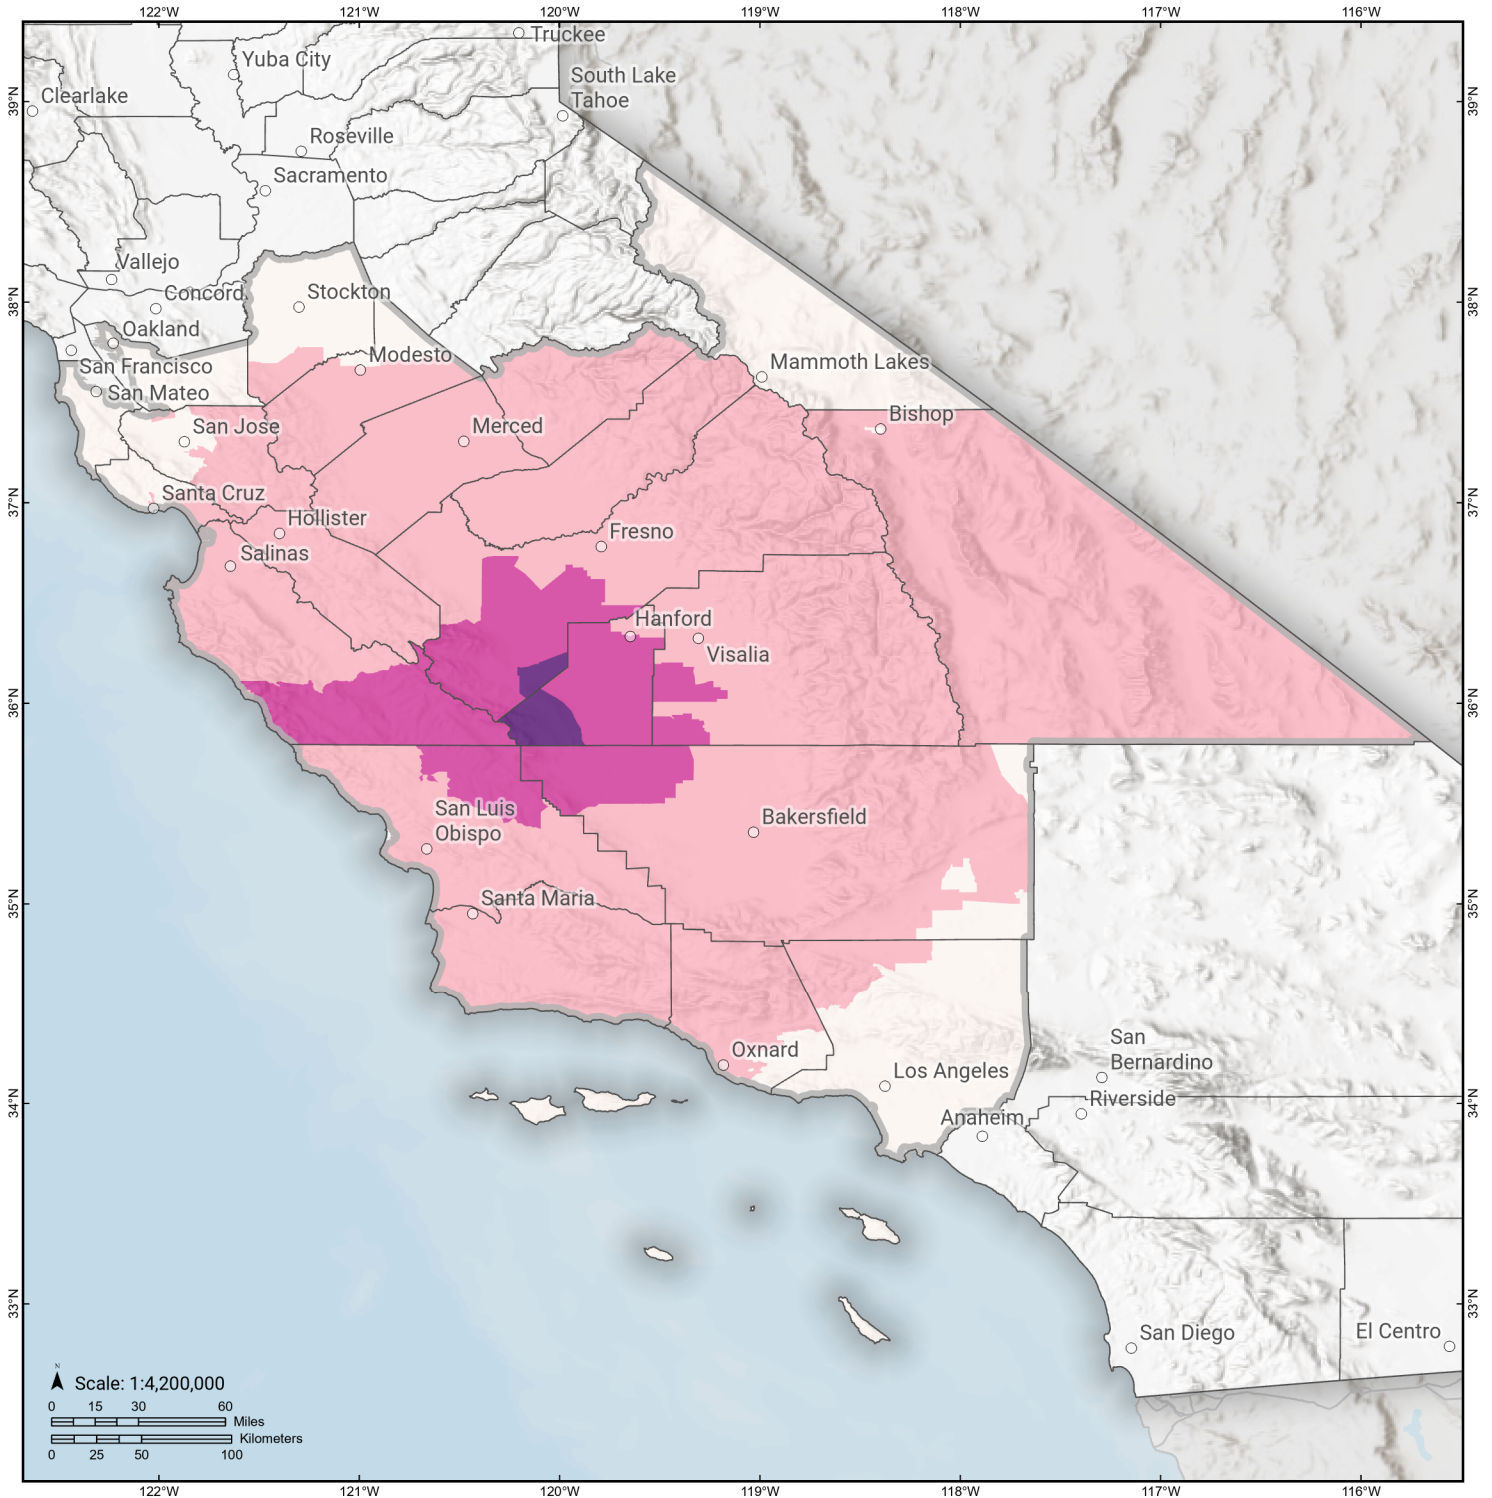 122°W 121°W 120°W 119°W 118°W 117°W 116°W
Truckee
Yuba City
South Lake
Tahoe
Clearlake
39°N 39°N
Roseville
Sacramento
Vallejo
Concord
Stockton
38°N 38°N
Oakland
Modesto
San Francisco
Mammoth Lakes
San Mateo
Bishop
San Jose
Merced
Santa Cruz
37°N 37°N
Hollister
Fresno
Salinas
Hanford
Visalia
36°N 36°N
San Luis
Obispo
Bakersfield
Santa Maria
35°N 35°N
San
Bernardino
Oxnard
Los Angeles
Riverside
34°N 34°N
Anaheim
33°N 33°N
San Diego
El Centro
N
Scale: 1:4,200,000
0 15 30 60
Miles
Kilometers
0 25 50 100
122°W 121°W 120°W 119°W 118°W 117°W 116°W